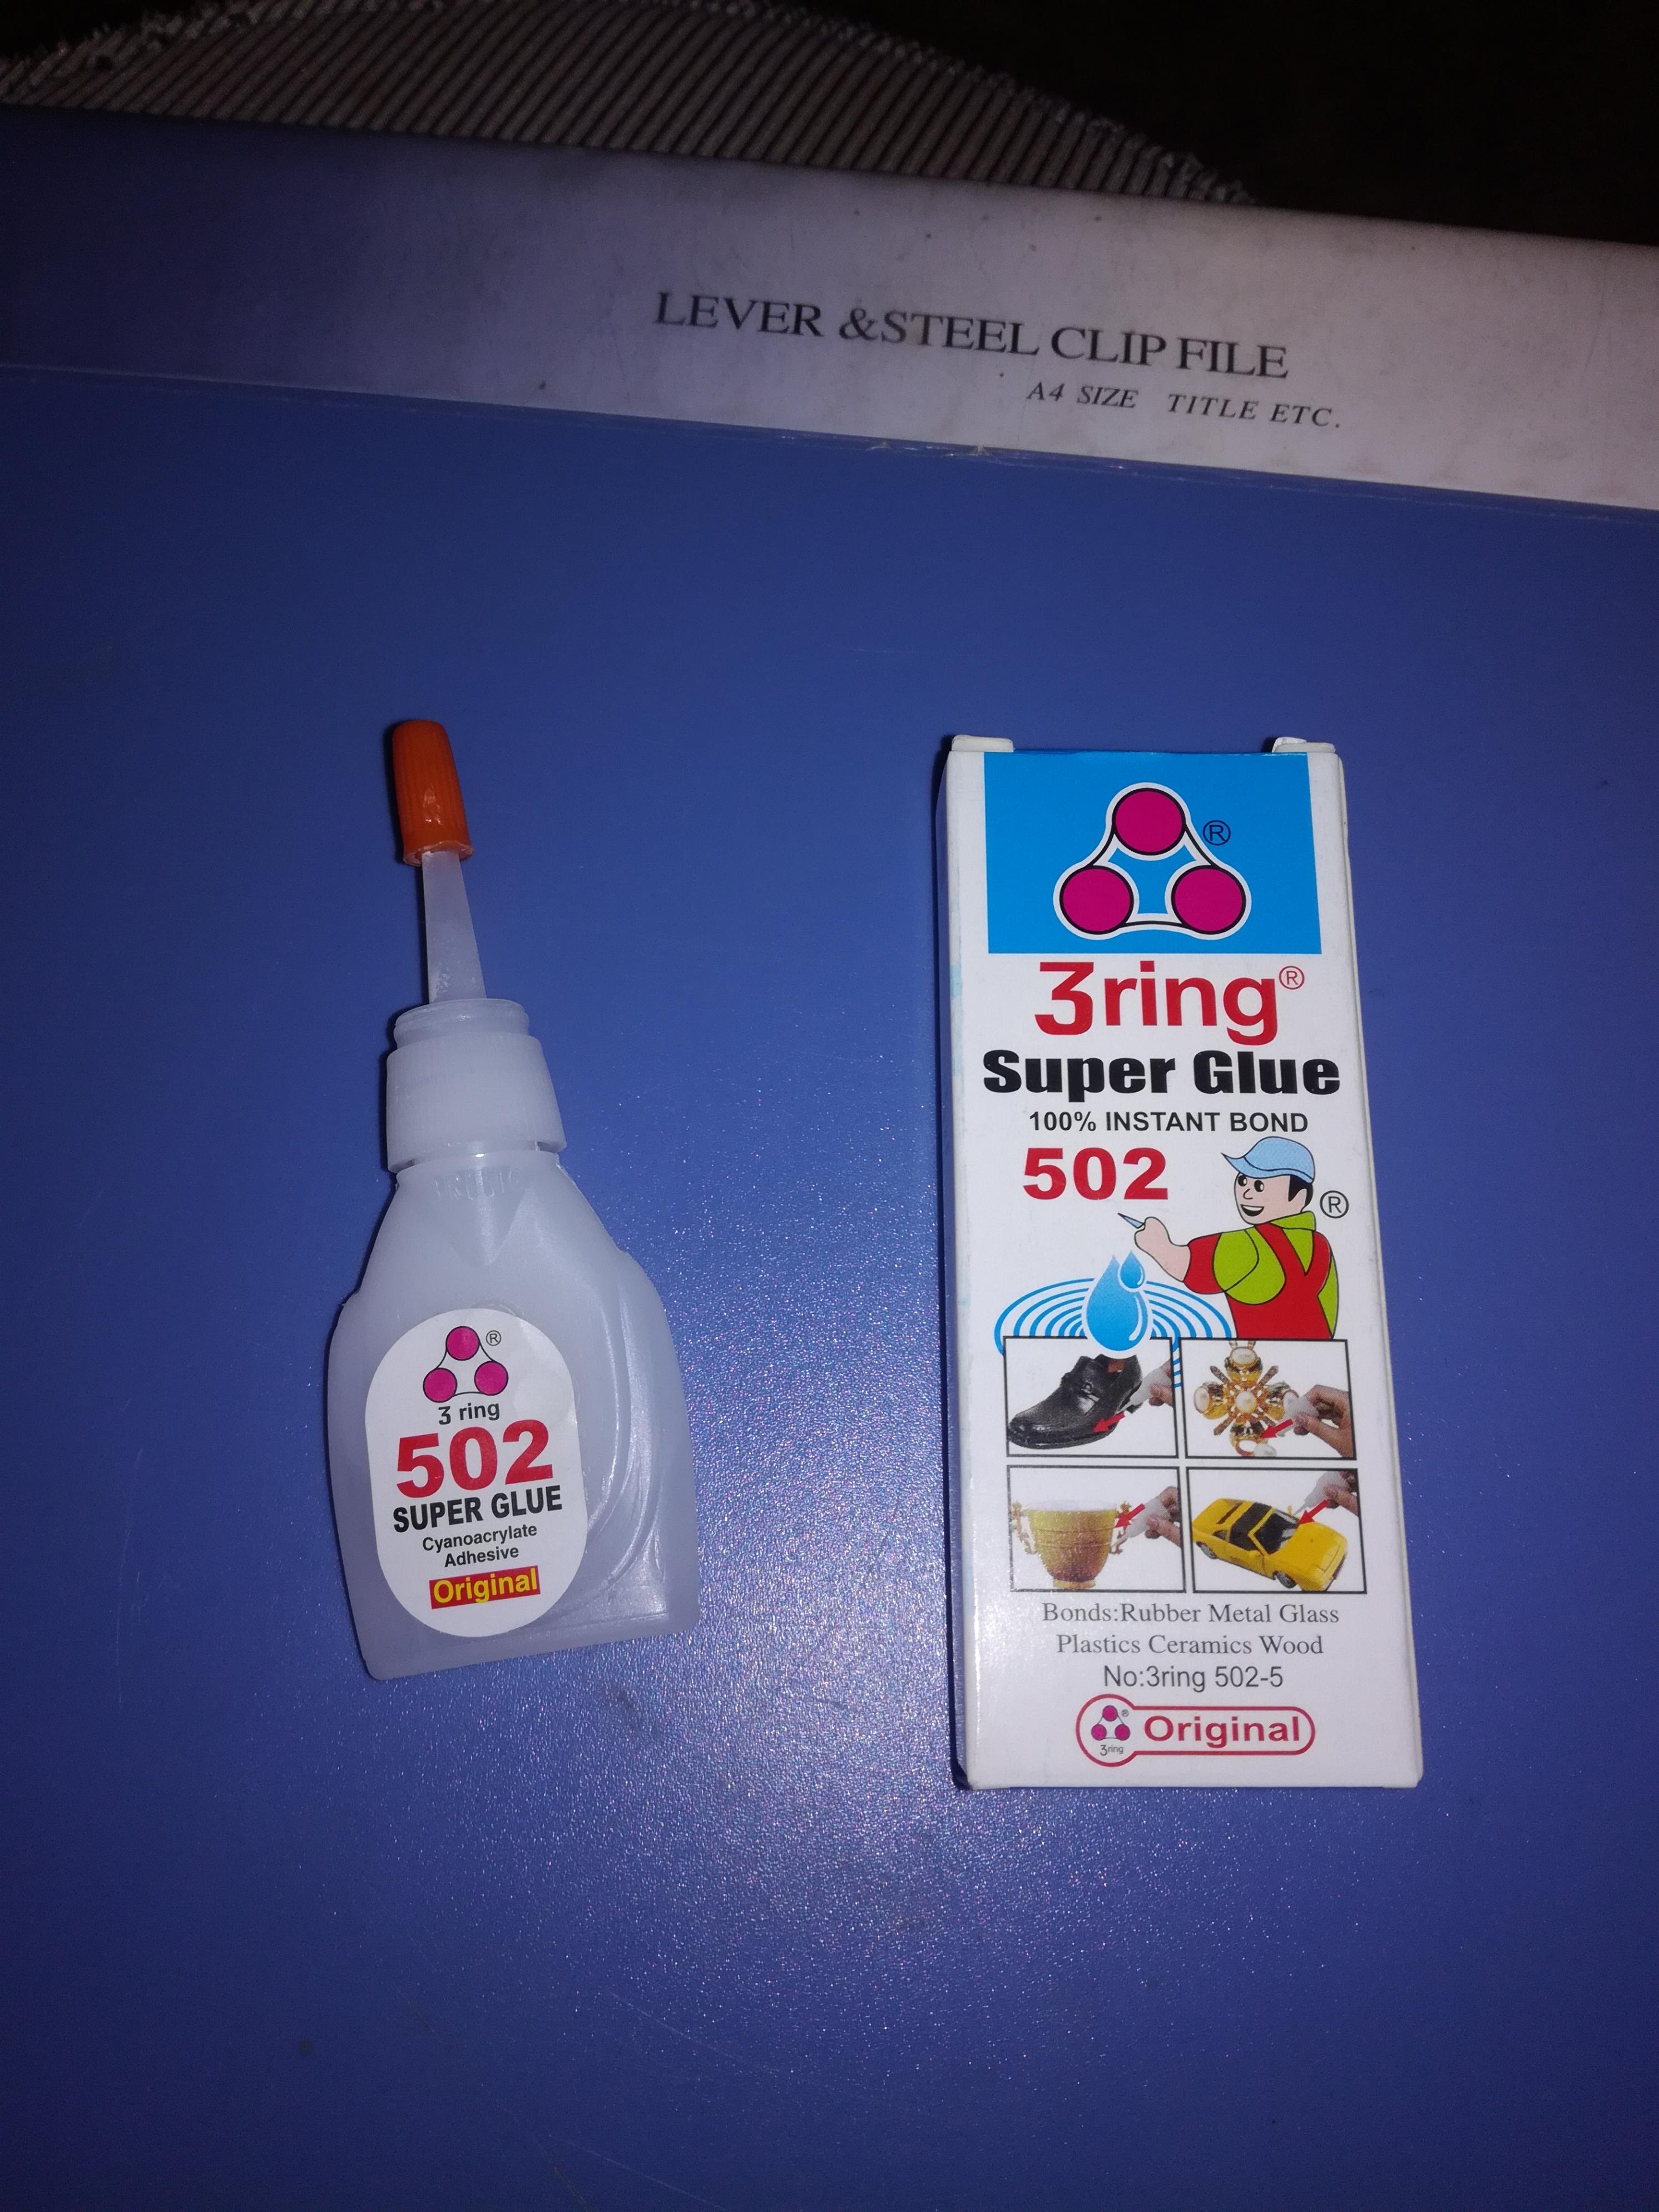 LEVER &STEEL CLIP FILE
A4 SIZE TITLE ETC.
®
3 ring
502
SUPER GLUE
Cyanoacrylate
Adhesive
Original
®
3ring®
Super Glue
100% INSTANT BOND
502
®
Bonds:Rubber Metal Glass
Plastics Ceramics Wood
No:3ring 502-5
®
3ring
Original